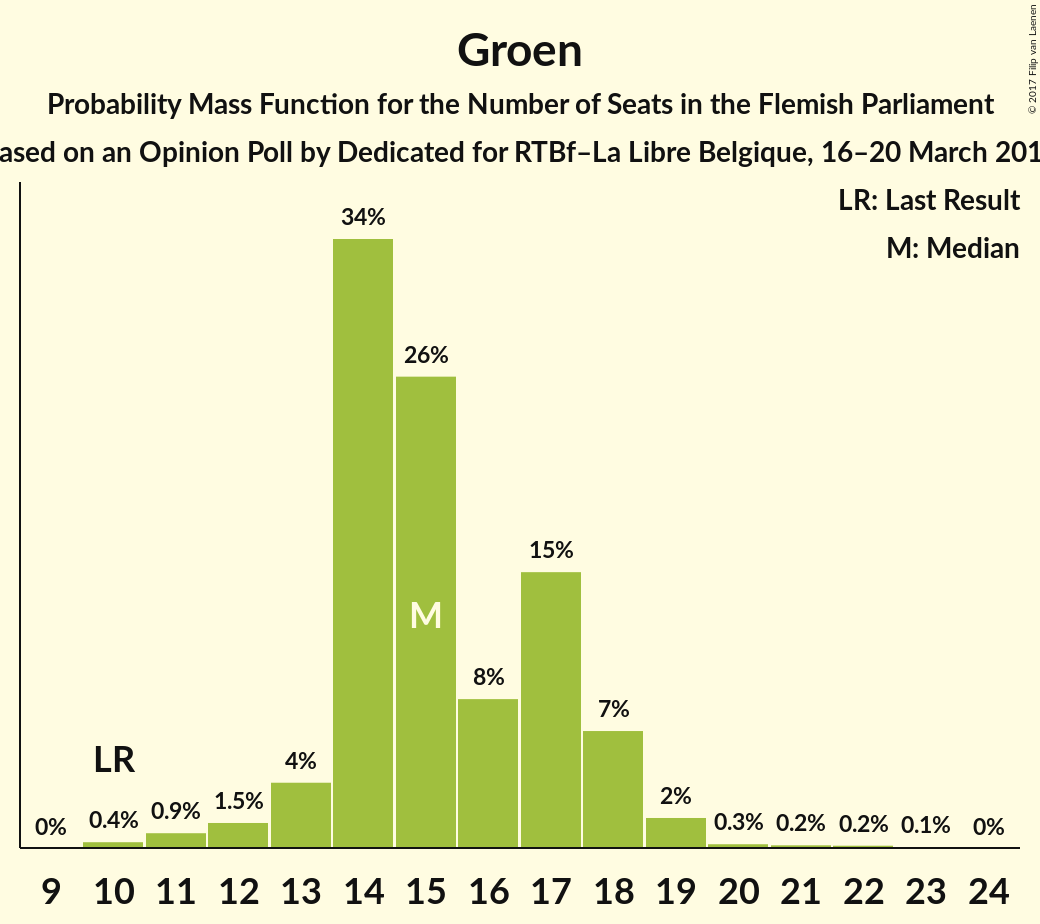 Groen
Probability Mass Function for the Number of Seats in the Flemish Parliament
ased on an Opinion Poll by Dedicated for RTBf–La Libre Belgique, 16–20 March 201
© 2017 Filip van Laenen
LR: Last Result
M: Median
34%
26%
15%
M
8%
7%
LR
4%
2%
1.5%
0.9%
0.4%
0%
0.3%
0.2%
0.2%
0.1%
0%
9 10 11 12 13 14 15 16 17 18 19 20 21 22 23 24